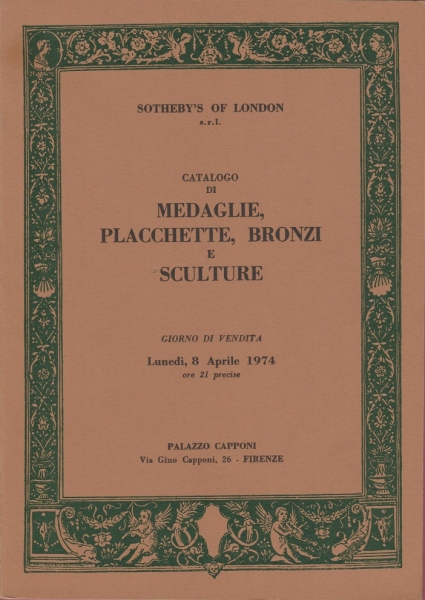 SOTHEBY'S OF LONDON
s.r.l.
CATALOGO
DI
MEDAGLIE,
PLACCHETTE, BRONZI
E
SCULTURE
GIORNO DI VENDITA
Lunedì, 8 Aprile 1974
ore 21 precise
PALAZZO CAPPONI
Via Gino Capponi, 26 - FIRENZE